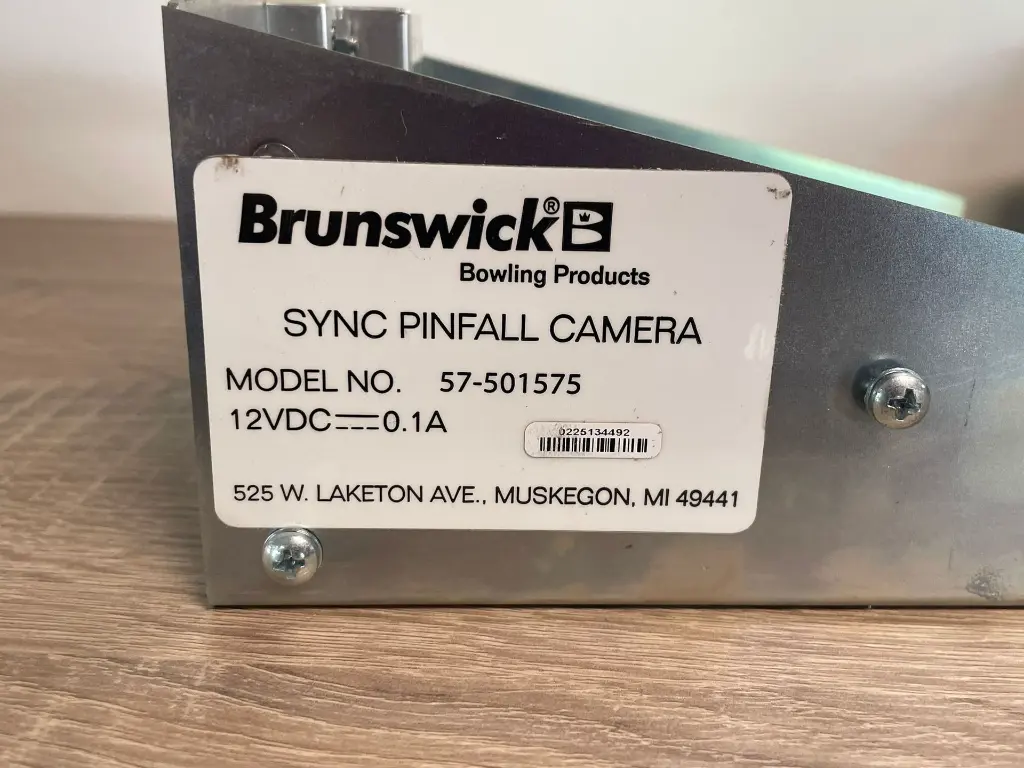 Brunswick®
Bowling Products
SYNC PINFALL CAMERA
MODEL NO. 57-501575
12VDC⎓0.1A
0225134492
525 W. LAKETON AVE., MUSKEGON, MI 49441